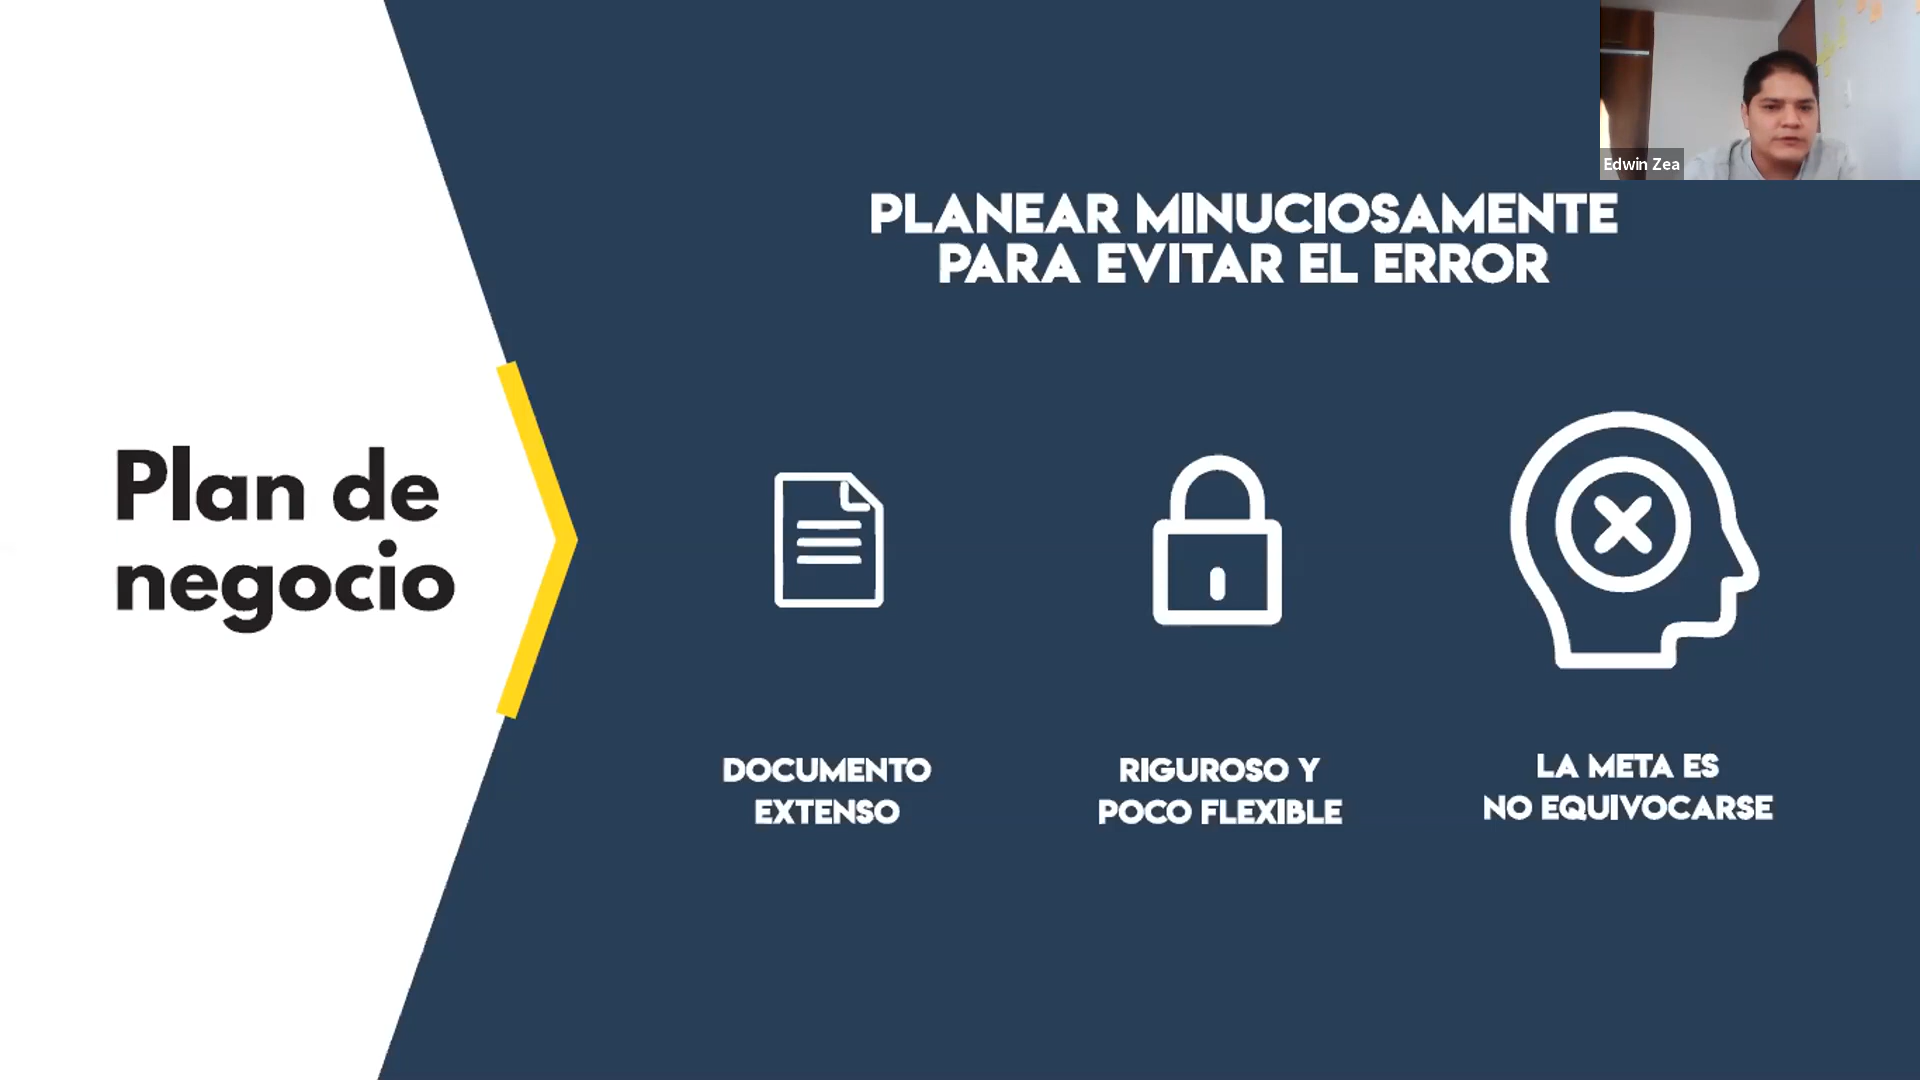 Edwin Zea
PLANEAR MINUCIOSAMENTE
PARA EVITAR EL ERROR
Plan de
negocio
DOCUMENTO
EXTENSO
RIGUROSO Y
POCO FLEXIBLE
LA META ES
NO EQUIVOCARSE